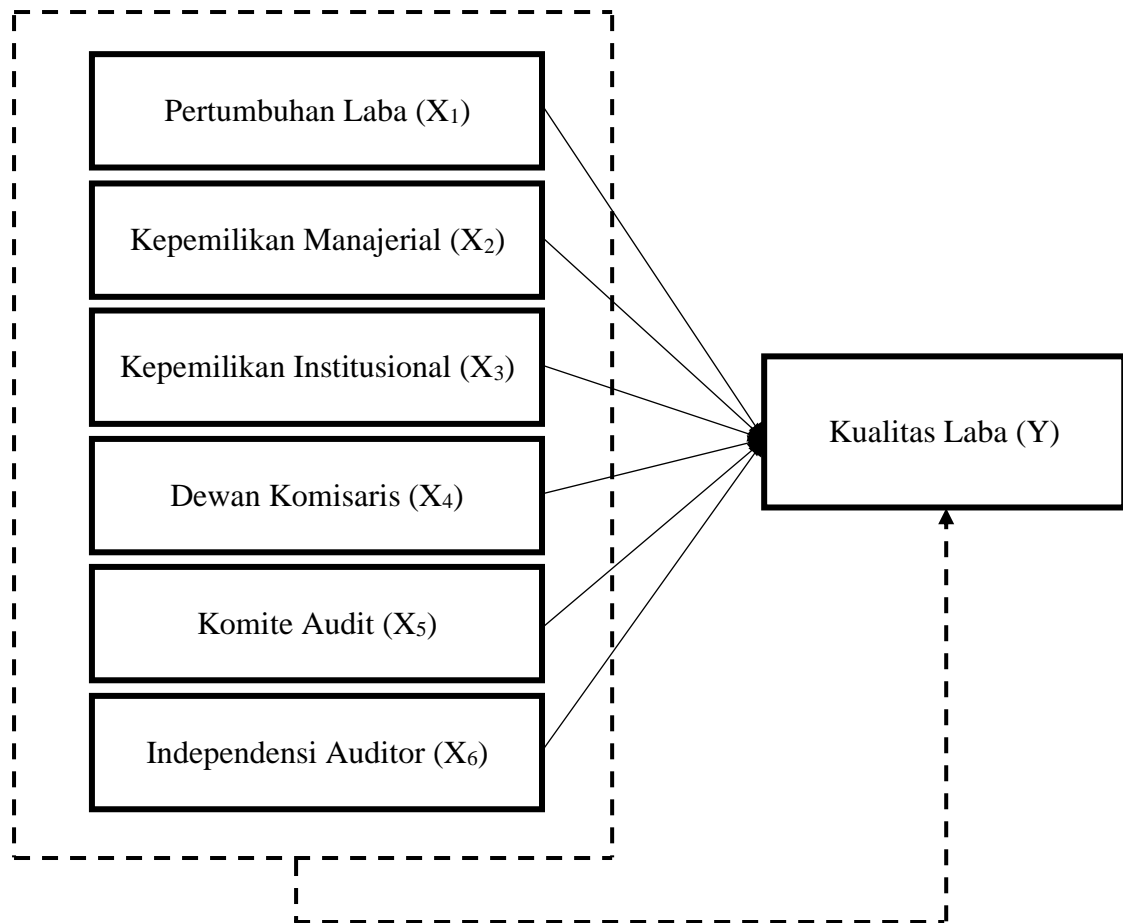 Pertumbuhan Laba (X₁)
Kepemilikan Manajerial (X₂)
Kepemilikan Institusional (X₃)
Kualitas Laba (Y)
Dewan Komisaris (X₄)
Komite Audit (X₅)
Independensi Auditor (X₆)